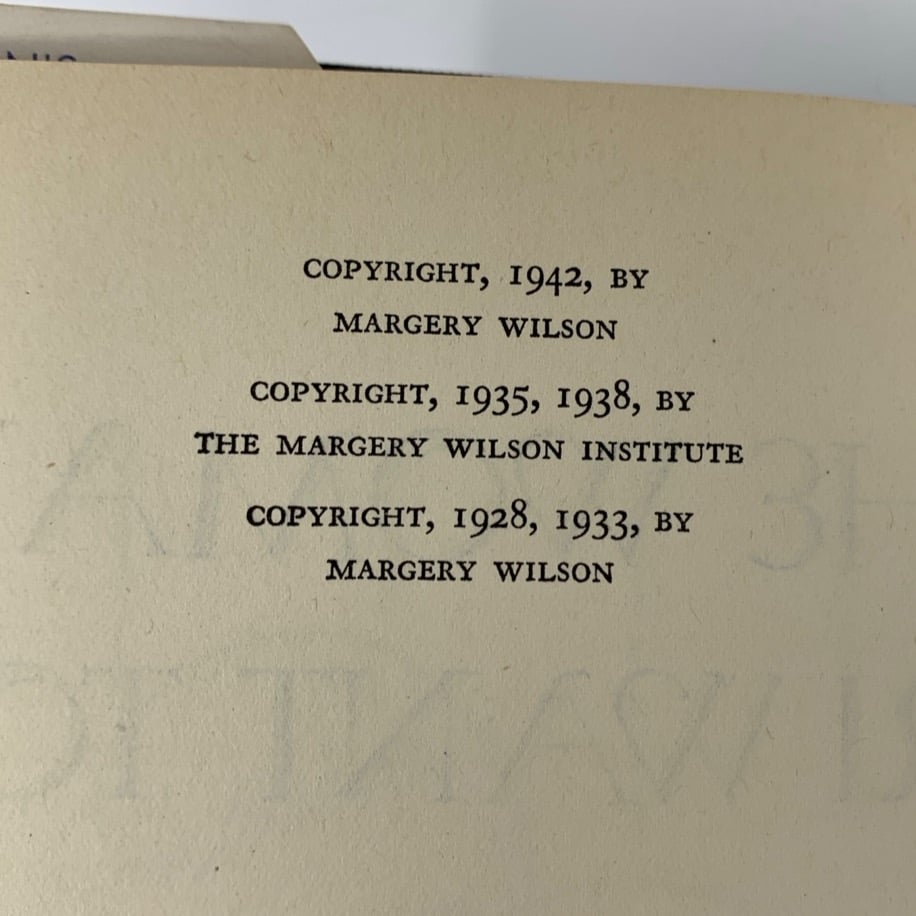 COPYRIGHT, 1942, BY
MARGERY WILSON
COPYRIGHT, 1935, 1938, BY
THE MARGERY WILSON INSTITUTE
COPYRIGHT, 1928, 1933, BY
MARGERY WILSON